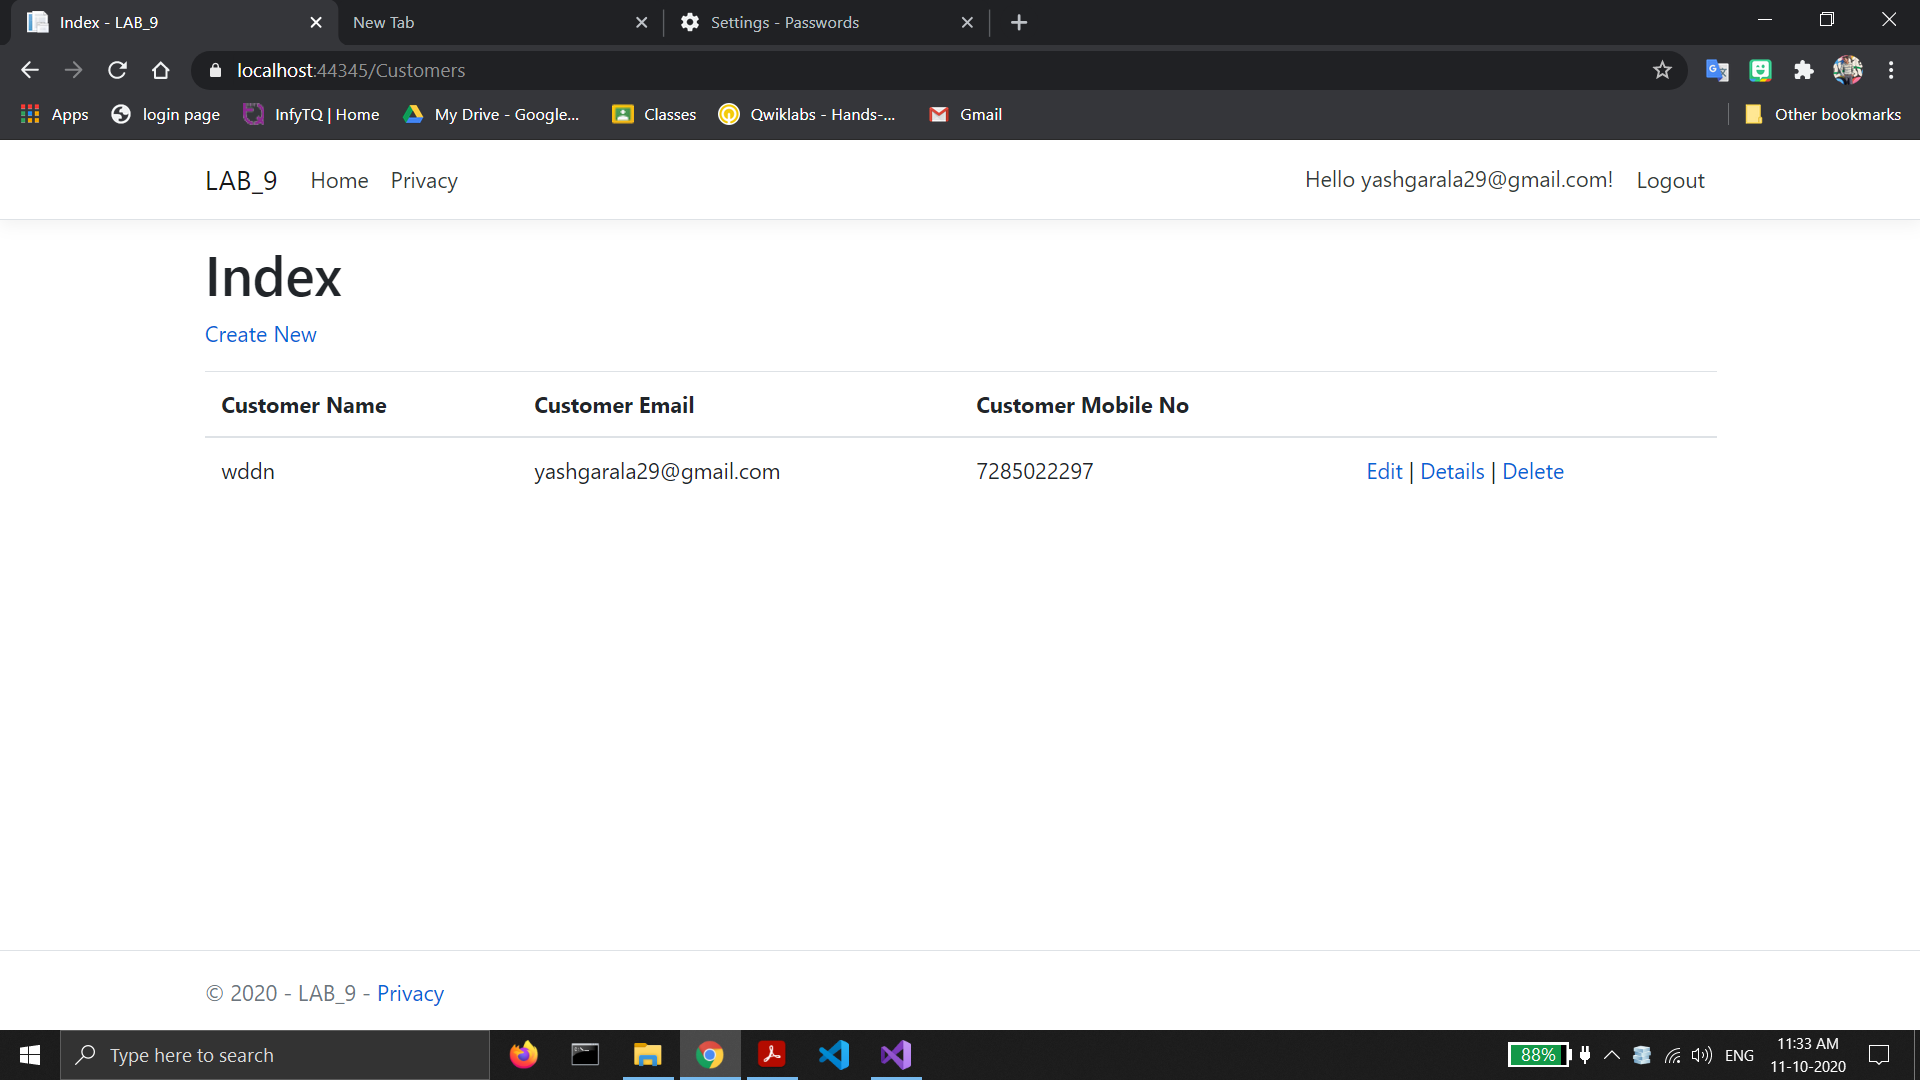 Index - LAB_9
New Tab
Settings - Passwords
localhost:44345/Customers
Apps
login page
InfyTQ | Home
My Drive - Google...
Classes
Qwiklabs - Hands-...
Gmail
Other bookmarks
LAB_9 Home Privacy Hello yashgarala29@gmail.com! Logout
Index
Create New
Customer Name Customer Email Customer Mobile No
wddn yashgarala29@gmail.com 7285022297 Edit | Details | Delete
© 2020 - LAB_9 - Privacy
Type here to search
88%
ENG
11:33 AM
11-10-2020